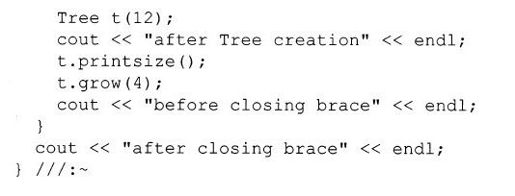 Tree t(12);
cout << "after Tree creation" << endl;
t.printsize();
t.grow(4);
cout << "before closing brace" << endl;
}
cout << "after closing brace" << endl;
} ///:~